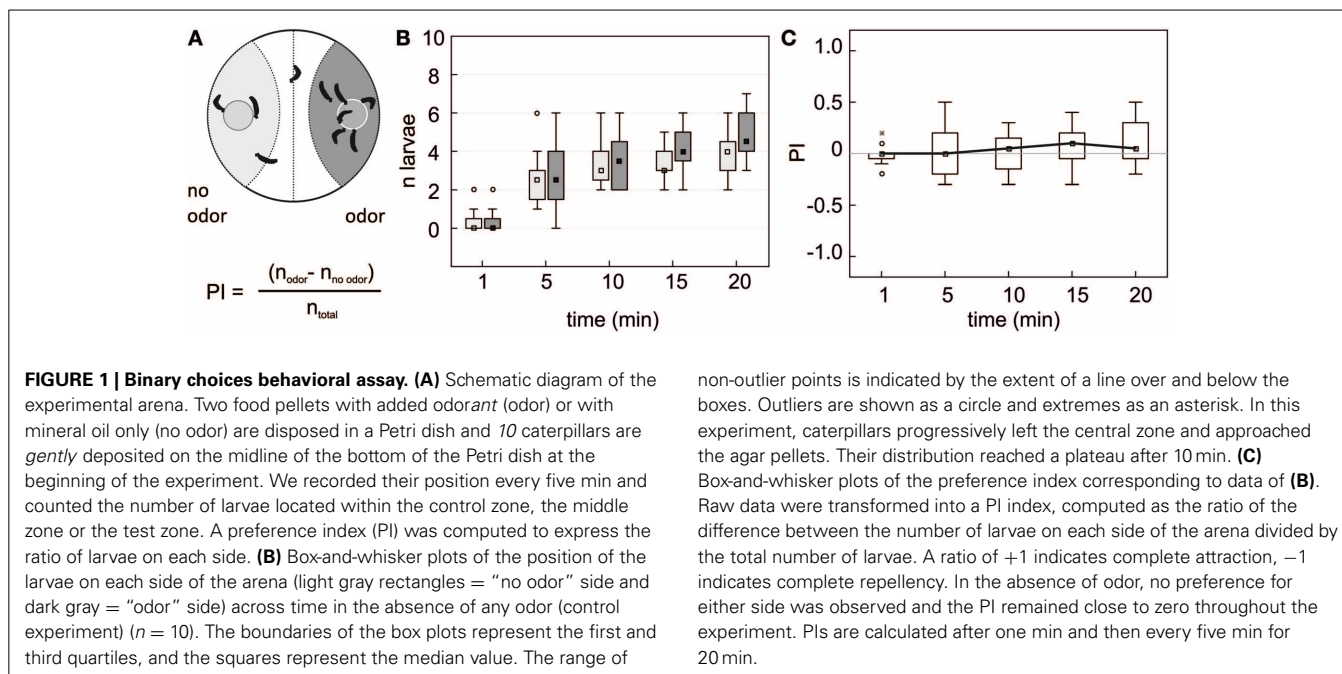 A
no
odor
odor
PI = (n_odor - n_no odor)
n_total
B
10
8
6
4
2
0
n larvae
1 5 10 15 20
time (min)
C
1.0
0.5
0
-0.5
-1.0
PI
1 5 10 15 20
time (min)
FIGURE 1 | Binary choices behavioral assay. (A) Schematic diagram of the
experimental arena. Two food pellets with added odorant (odor) or with
mineral oil only (no odor) are disposed in a Petri dish and 10 caterpillars are
gently deposited on the midline of the bottom of the Petri dish at the
beginning of the experiment. We recorded their position every five min and
counted the number of larvae located within the control zone, the middle
zone or the test zone. A preference index (PI) was computed to express the
ratio of larvae on each side. (B) Box-and-whisker plots of the position of the
larvae on each side of the arena (light gray rectangles = “no odor” side and
dark gray = “odor” side) across time in the absence of any odor (control
experiment) (n = 10). The boundaries of the box plots represent the first and
third quartiles, and the squares represent the median value. The range of
non-outlier points is indicated by the extent of a line over and below the
boxes. Outliers are shown as a circle and extremes as an asterisk. In this
experiment, caterpillars progressively left the central zone and approached
the agar pellets. Their distribution reached a plateau after 10 min. (C)
Box-and-whisker plots of the preference index corresponding to data of (B).
Raw data were transformed into a PI index, computed as the ratio of the
difference between the number of larvae on each side of the arena divided by
the total number of larvae. A ratio of +1 indicates complete attraction, −1
indicates complete repellency. In the absence of odor, no preference for
either side was observed and the PI remained close to zero throughout the
experiment. PIs are calculated after one min and then every five min for
20 min.